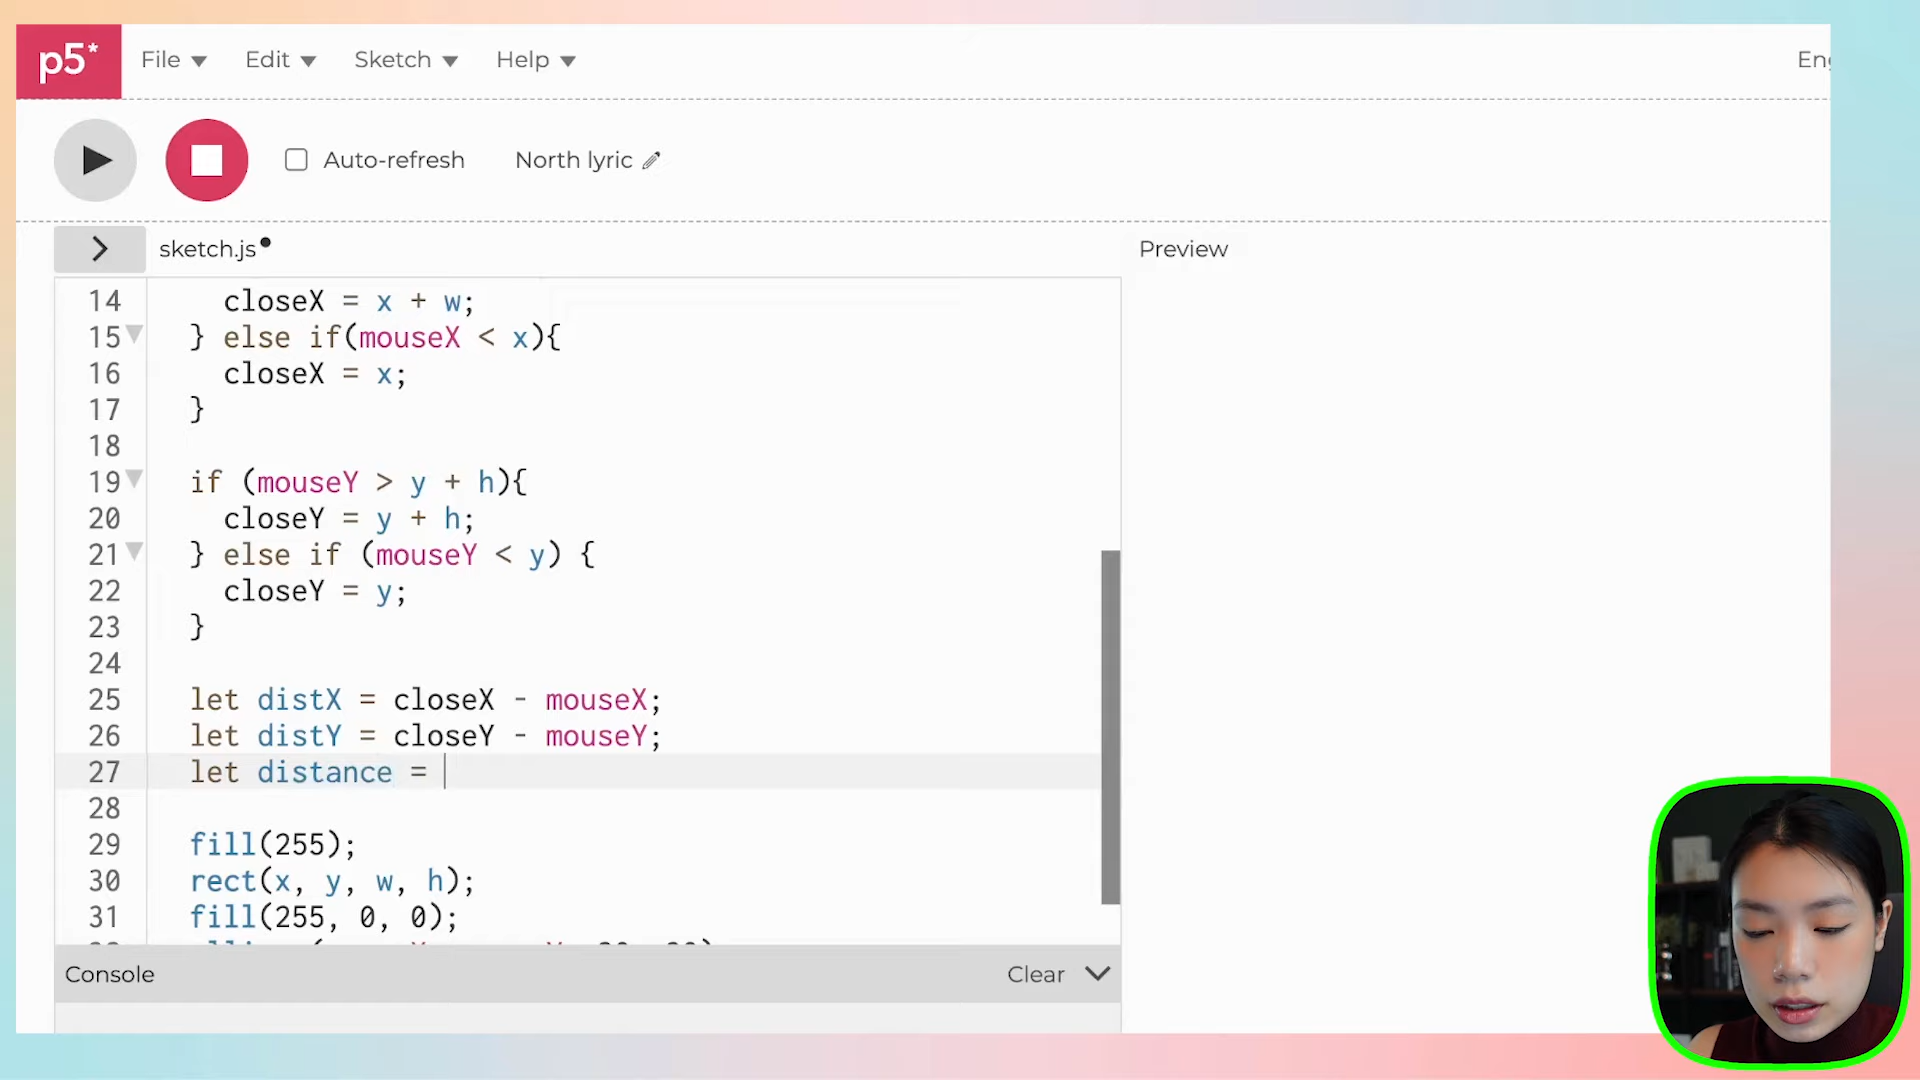 p5* File Edit Sketch Help
Auto-refresh North lyric
sketch.js Preview
14 closeX = x + w;
15 } else if(mouseX < x){
16 closeX = x;
17 }
18
19 if (mouseY > y + h){
20 closeY = y + h;
21 } else if (mouseY < y) {
22 closeY = y;
23 }
24
25 let distX = closeX - mouseX;
26 let distY = closeY - mouseY;
27 let distance =
28
29 fill(255);
30 rect(x, y, w, h);
31 fill(255, 0, 0);
Console Clear